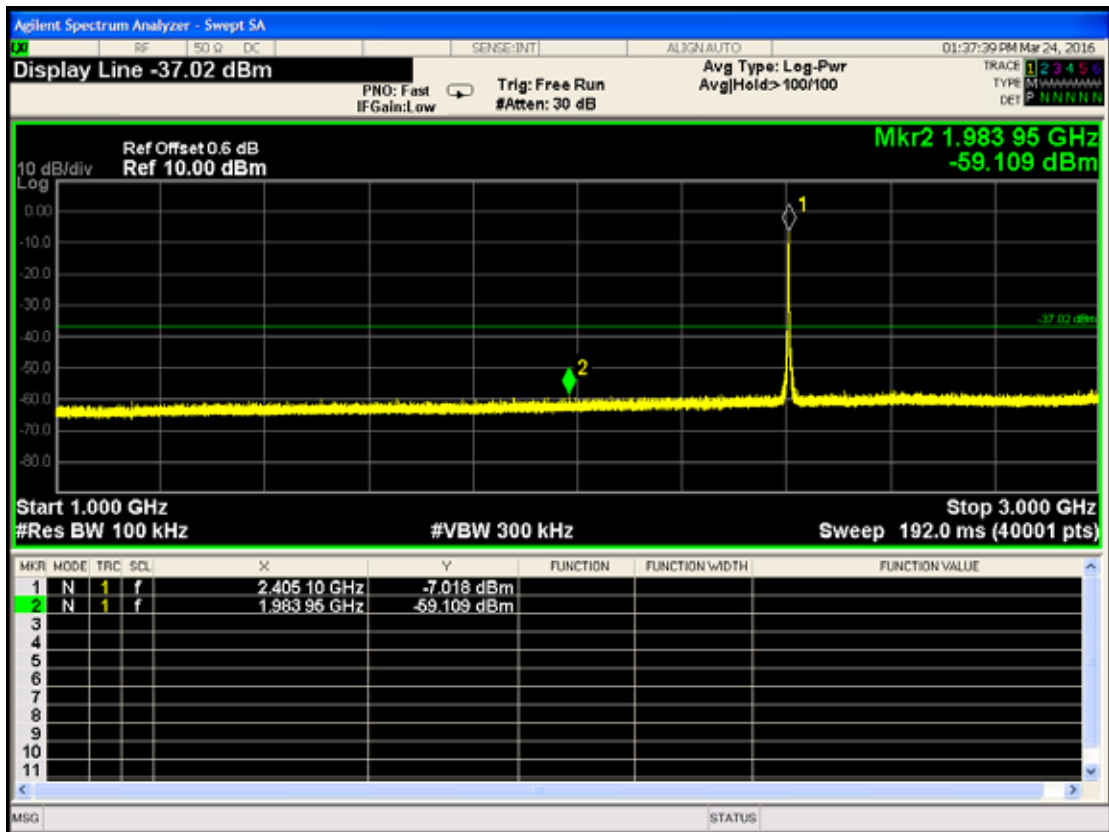 Agilent Spectrum Analyzer - Swept SA
LXI RF 50 Ω DC SENSE:INT ALIGNAUTO 01:37:39 PM Mar 24, 2016
Display Line -37.02 dBm
PNO: Fast
IFGain:Low
Trig: Free Run
#Atten: 30 dB
Avg Type: Log-Pwr
Avg|Hold:>100/100
TRACE 1 2 3 4 5 6
TYPE M
DET P N N N N N
Mkr2 1.983 95 GHz
-59.109 dBm
Ref Offset 0.6 dB
10 dB/div Ref 10.00 dBm
Log
0.00
-10.0
-20.0
-30.0
-40.0
-50.0
-60.0
-70.0
-80.0
1
-37.02 dBm
2
Start 1.000 GHz Stop 3.000 GHz
#Res BW 100 kHz #VBW 300 kHz Sweep 192.0 ms (40001 pts)
MKR MODE TRC SCL X Y FUNCTION FUNCTION WIDTH FUNCTION VALUE
1 N 1 f 2.405 10 GHz -7.018 dBm
2 N 1 f 1.983 95 GHz -59.109 dBm
3
4
5
6
7
8
9
10
11
MSG STATUS